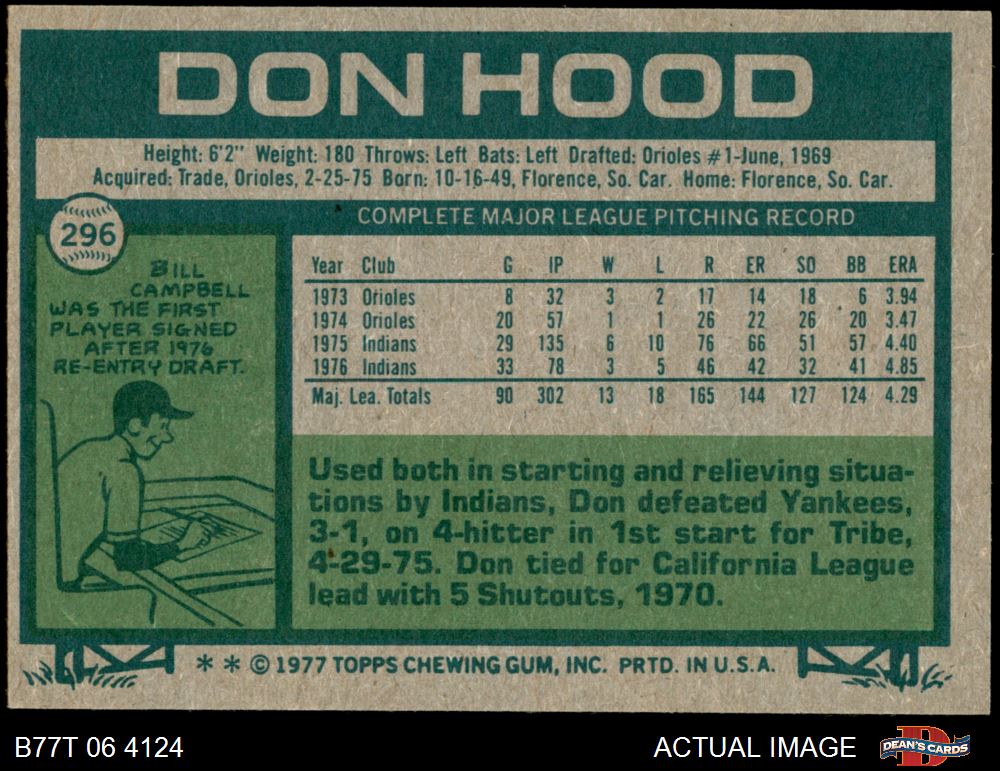 DON HOOD
Height: 6'2" Weight: 180 Throws: Left Bats: Left Drafted: Orioles #1-June, 1969
Acquired: Trade, Orioles, 2-25-75 Born: 10-16-49, Florence, So. Car. Home: Florence, So. Car.
COMPLETE MAJOR LEAGUE PITCHING RECORD
296
BILL
CAMPBELL
WAS THE FIRST
PLAYER SIGNED
AFTER 1976
RE-ENTRY DRAFT.
Year Club G IP W L R ER SO BB ERA
1973 Orioles 8 32 3 2 17 14 18 6 3.94
1974 Orioles 20 57 1 1 26 22 26 20 3.47
1975 Indians 29 135 6 10 76 66 51 57 4.40
1976 Indians 33 78 3 5 46 42 32 41 4.85
Maj. Lea. Totals 90 302 13 18 165 144 127 124 4.29
Used both in starting and relieving situa-
tions by Indians, Don defeated Yankees,
3-1, on 4-hitter in 1st start for Tribe,
4-29-75. Don tied for California League
lead with 5 Shutouts, 1970.
* * © 1977 TOPPS CHEWING GUM, INC. PRTD. IN U.S.A.
B77T 06 4124 ACTUAL IMAGE DEAN'S CARDS